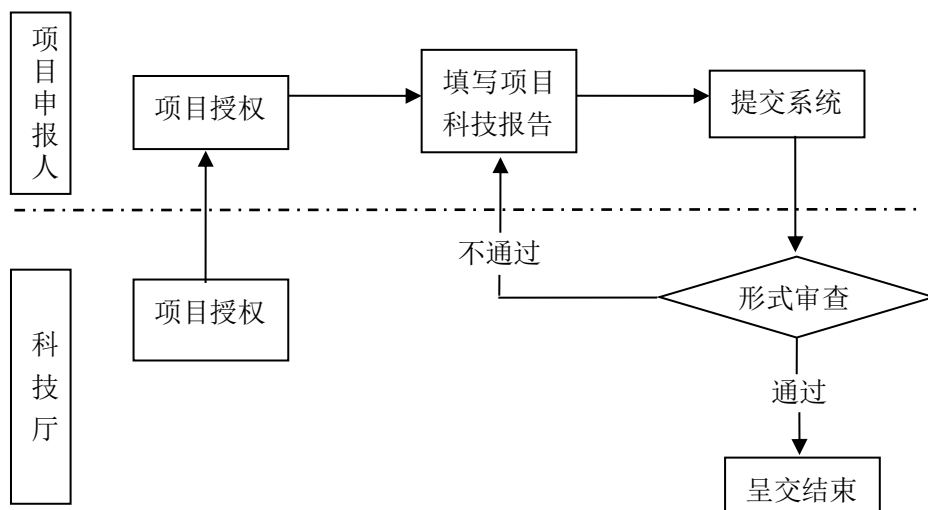 项目申报人
项目授权
填写项目
科技报告
提交系统
不通过
形式审查
项目授权
科技厅
通过
呈交结束